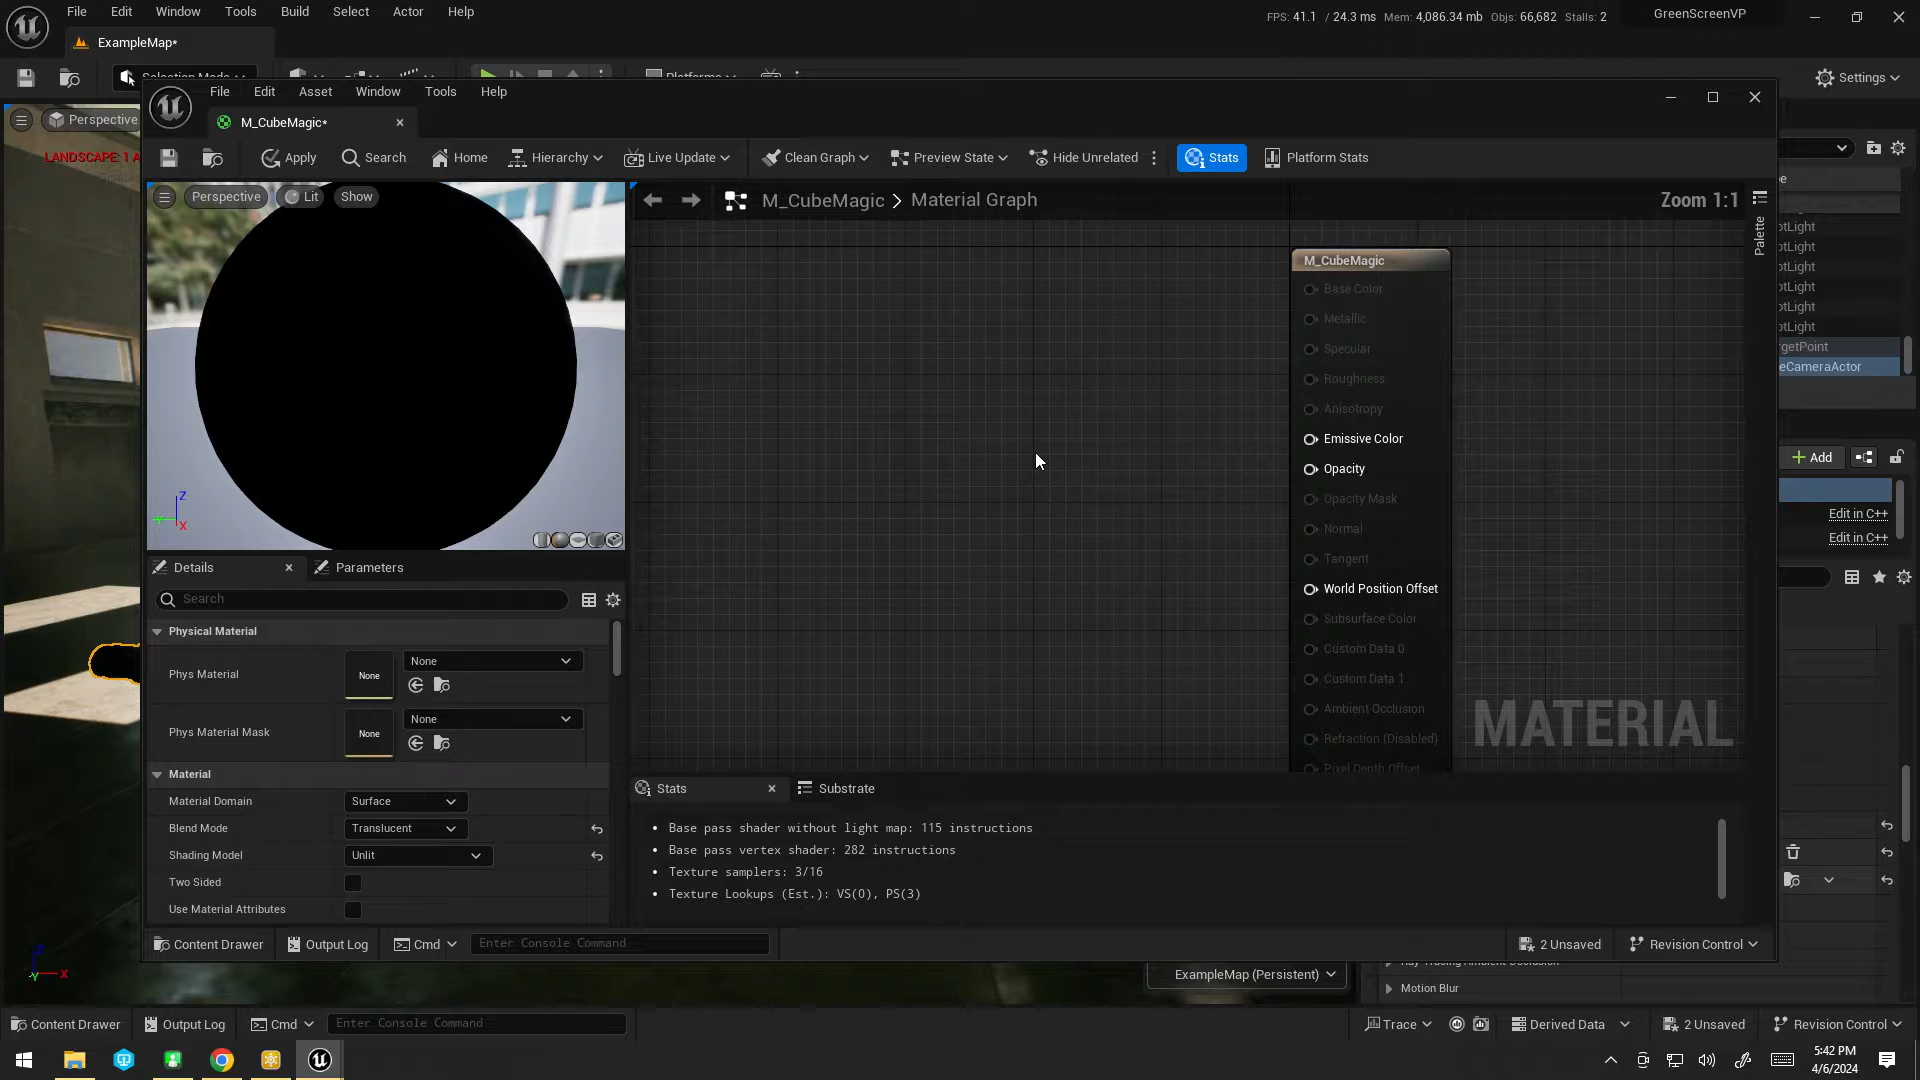 File Edit Window Tools Build Select Actor Help
FPS: 41.1 / 24.3 ms Mem: 4,086.34 mb Objs: 66,682 Stalls: 2
GreenScreenVP
ExampleMap*
Selection Mode
Platforms
Settings
Perspective
LANDSCAPE: 1 A
File Edit Asset Window Tools Help
M_CubeMagic*
Apply Search Home Hierarchy Live Update Clean Graph Preview State Hide Unrelated Stats Platform Stats
Perspective Lit Show
M_CubeMagic > Material Graph
Zoom 1:1
Palette
M_CubeMagic
Base Color
Metallic
Specular
Roughness
Anisotropy
Emissive Color
Opacity
Opacity Mask
Normal
Tangent
World Position Offset
Subsurface Color
Custom Data 0
Custom Data 1
Ambient Occlusion
Refraction (Disabled)
Pixel Depth Offset
MATERIAL
Z
X
Details Parameters
Search
Physical Material
Phys Material None None
Phys Material Mask None None
Material
Material Domain Surface
Blend Mode Translucent
Shading Model Unlit
Two Sided
Use Material Attributes
Stats Substrate
• Base pass shader without light map: 115 instructions
• Base pass vertex shader: 282 instructions
• Texture samplers: 3/16
• Texture Lookups (Est.): VS(0), PS(3)
Content Drawer Output Log Cmd Enter Console Command
2 Unsaved Revision Control
otLight
otLight
otLight
otLight
otLight
otLight
rgetPoint
eCameraActor
Add
Edit in C++
Edit in C++
Z
Y X
ExampleMap (Persistent)
Ray Tracing Ambient Occlusion
Motion Blur
Content Drawer Output Log Cmd Enter Console Command
Trace Derived Data 2 Unsaved Revision Control
5:42 PM
4/6/2024